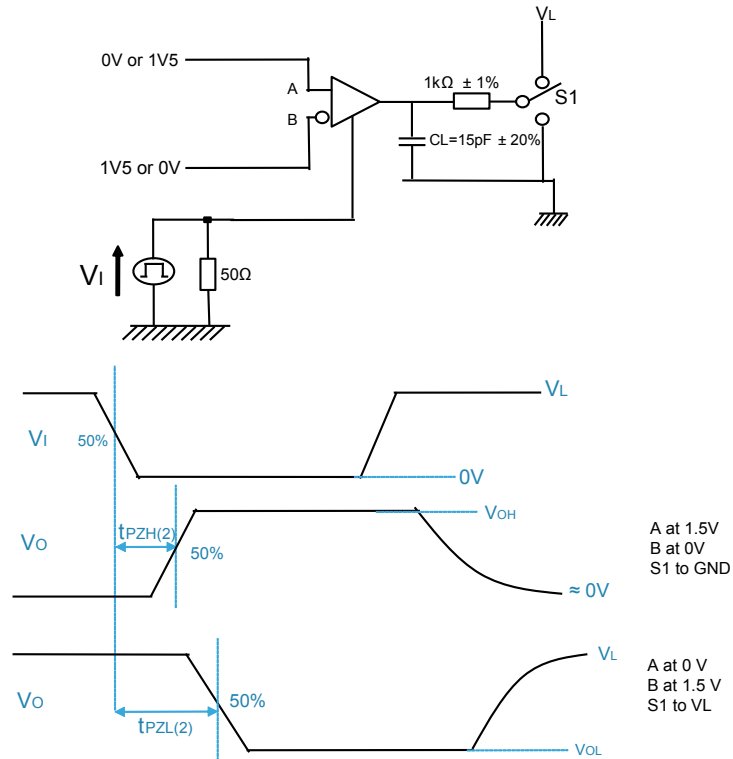 VL
0V or 1V5
1kΩ ± 1%
S1
A
B
CL=15pF ± 20%
1V5 or 0V
VI
50Ω
VL
VI
50%
0V
VOH
tPZH(2)
VO
50%
≈ 0V
A at 1.5V
B at 0V
S1 to GND
VL
VO
50%
tPZL(2)
VOL
A at 0 V
B at 1.5 V
S1 to VL